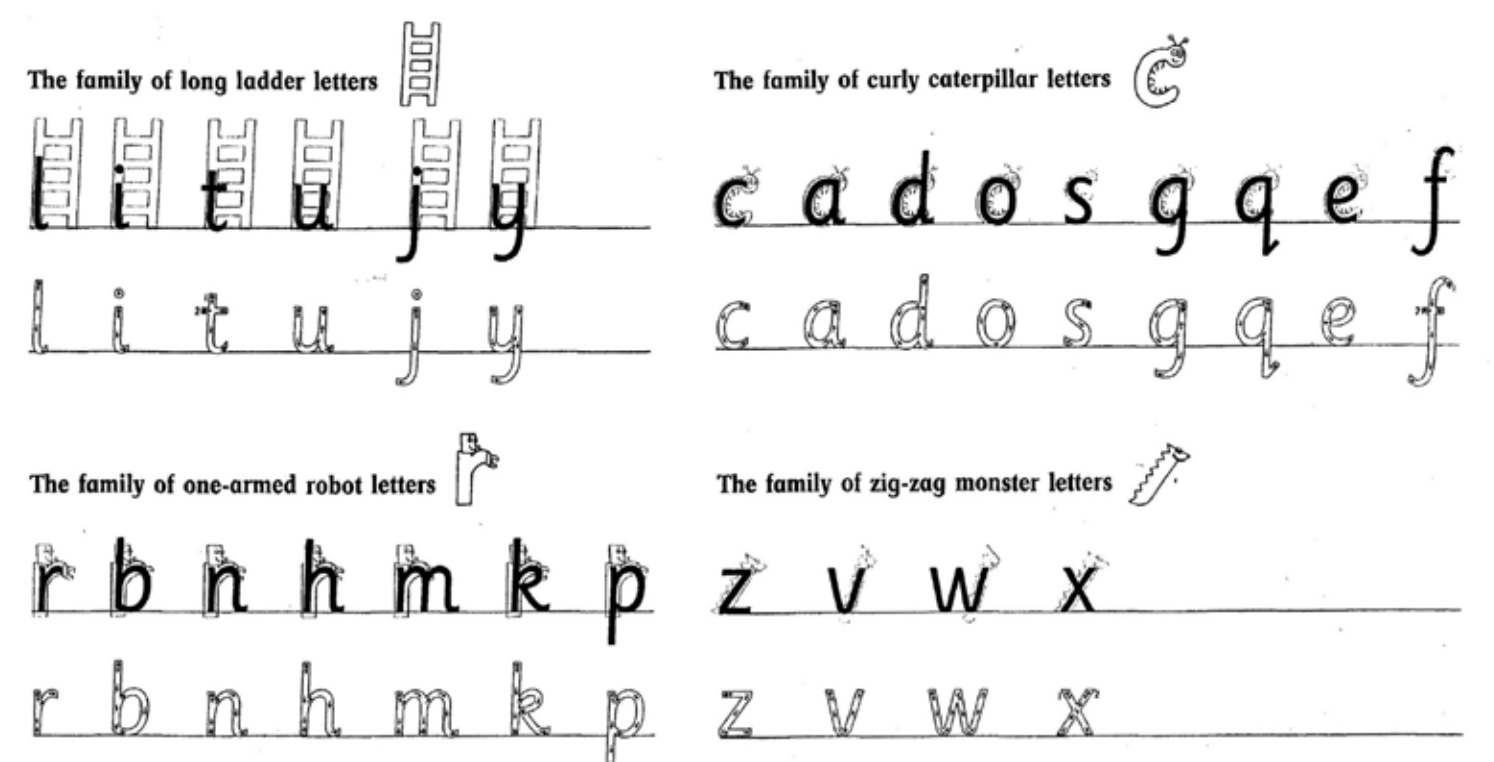 The family of long ladder letters
l i t u j y
l i t u j y
The family of curly caterpillar letters
c a d o s g q e f
c a d o s g q e f
The family of one-armed robot letters
r b n h m k p
r b n h m k p
The family of zig-zag monster letters
z v w x
z v w x